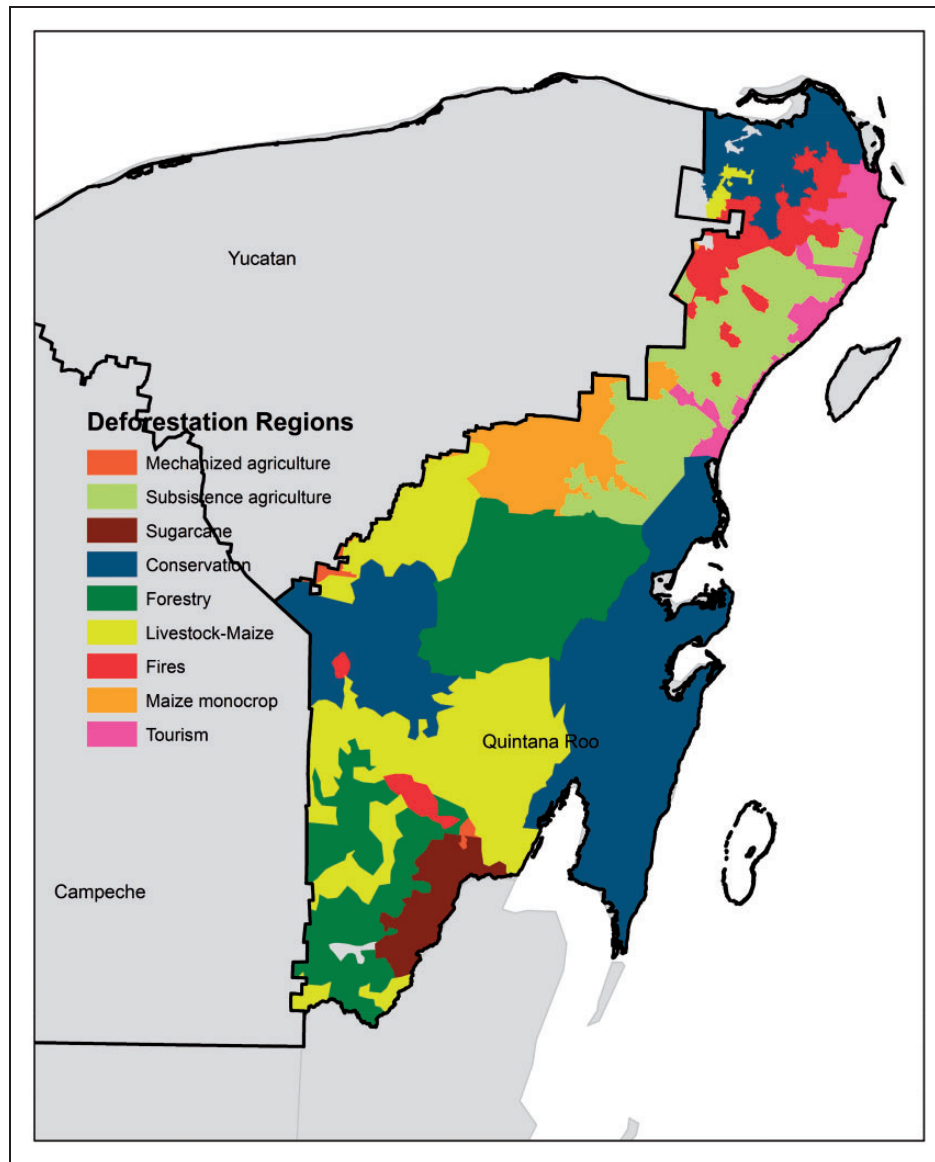 Yucatan
Deforestation Regions
Mechanized agriculture
Subsistence agriculture
Sugarcane
Conservation
Forestry
Livestock-Maize
Fires
Maize monocrop
Tourism
Quintana Roo
Campeche